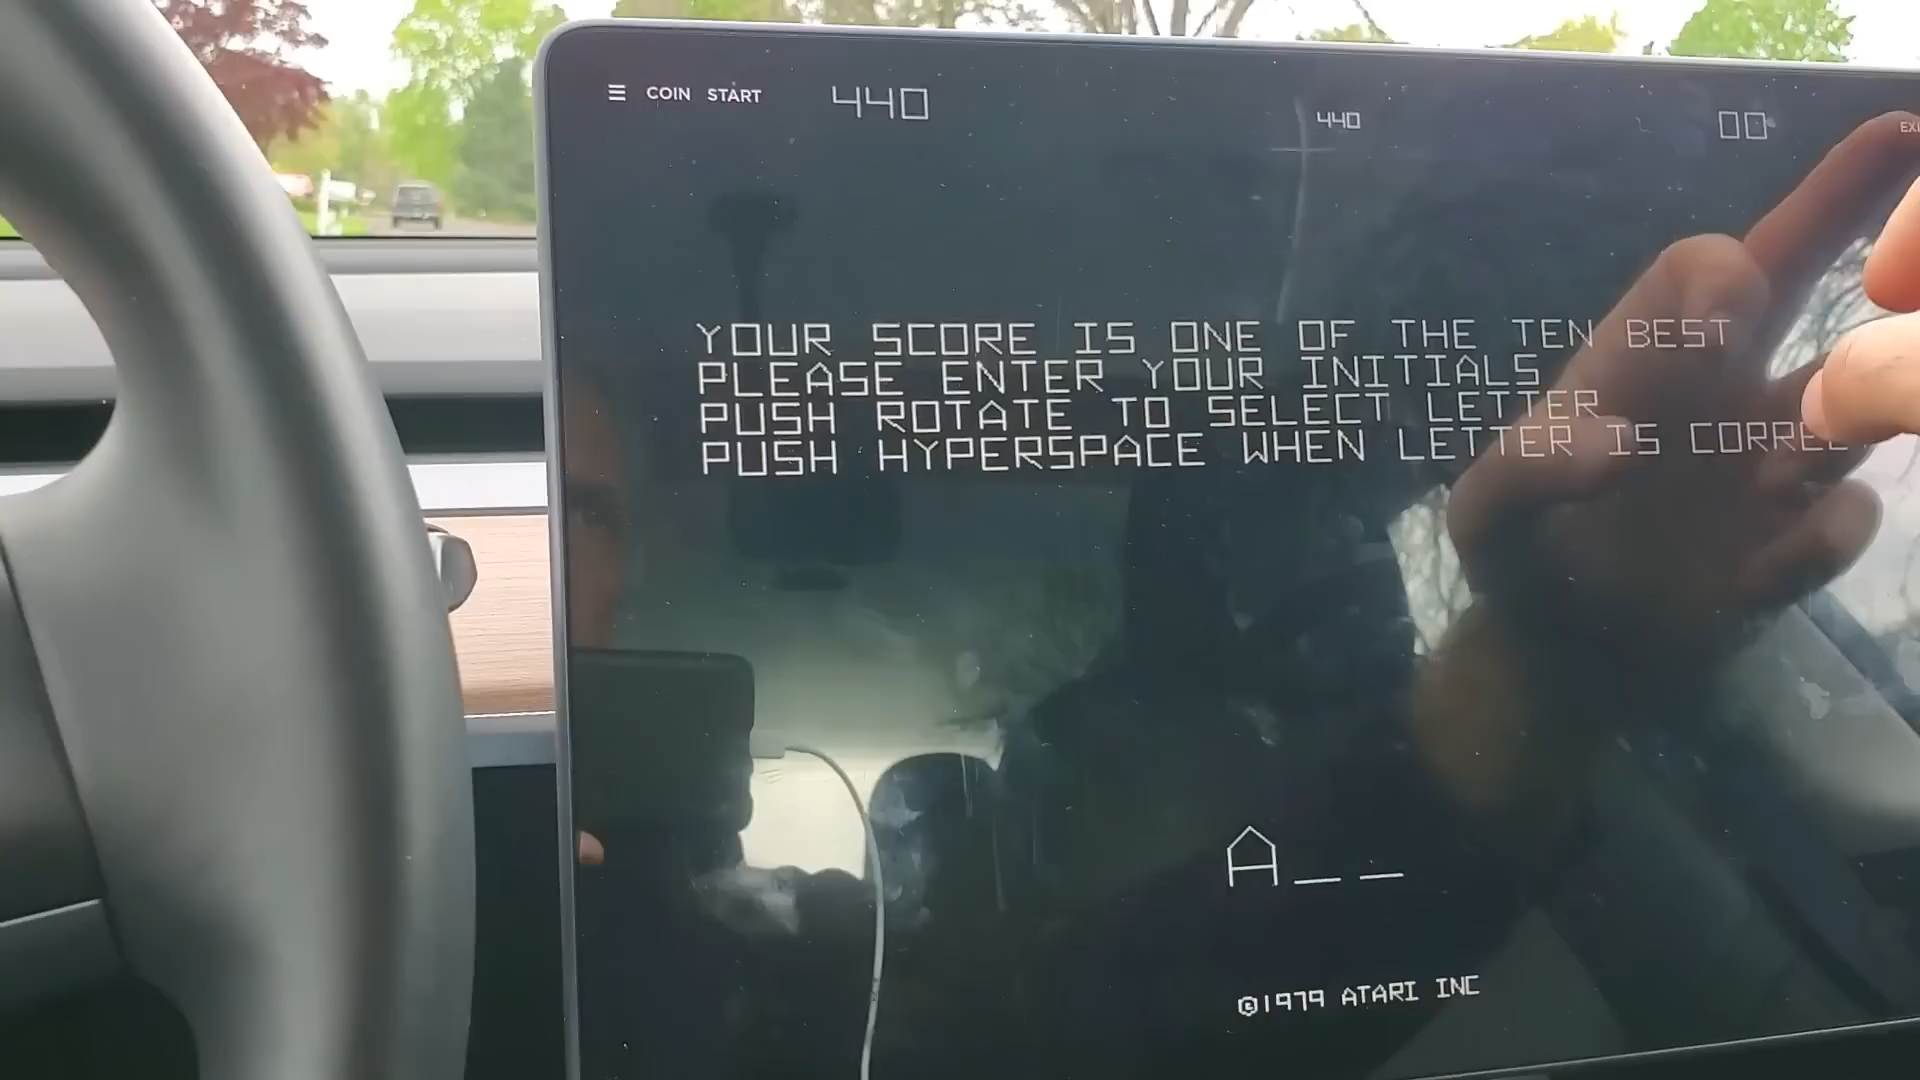 ☰ COIN START 440 440 00
YOUR SCORE IS ONE OF THE TEN BEST
PLEASE ENTER YOUR INITIALS
PUSH ROTATE TO SELECT LETTER
PUSH HYPERSPACE WHEN LETTER IS
A _ _
©1979 ATARI INC